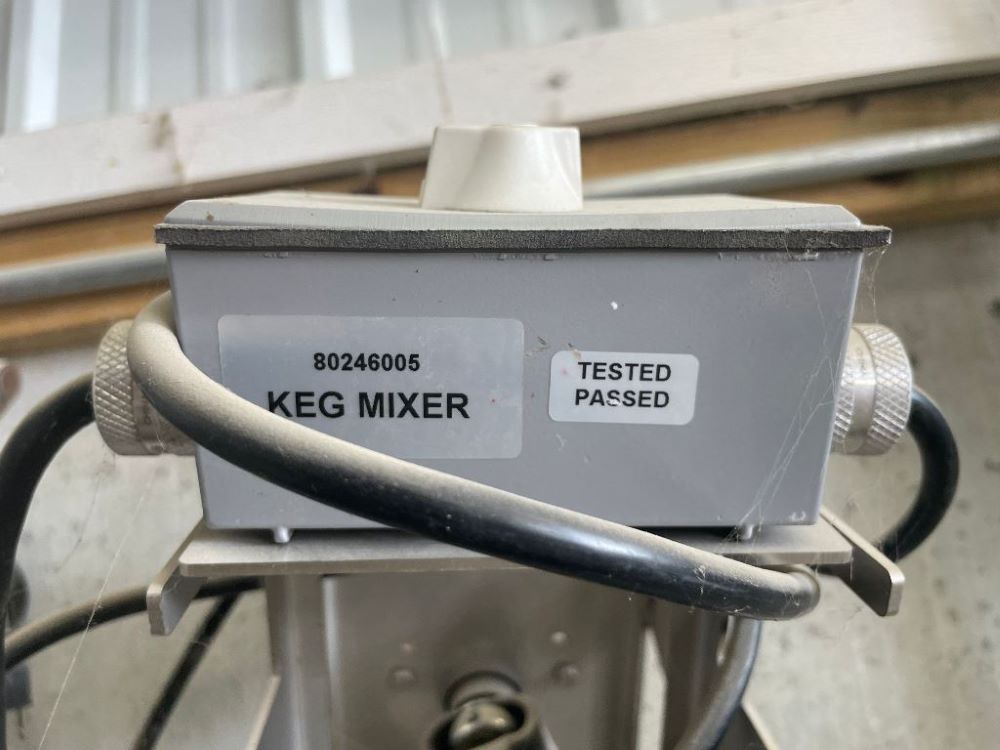 80246005
KEG MIXER
TESTED
PASSED